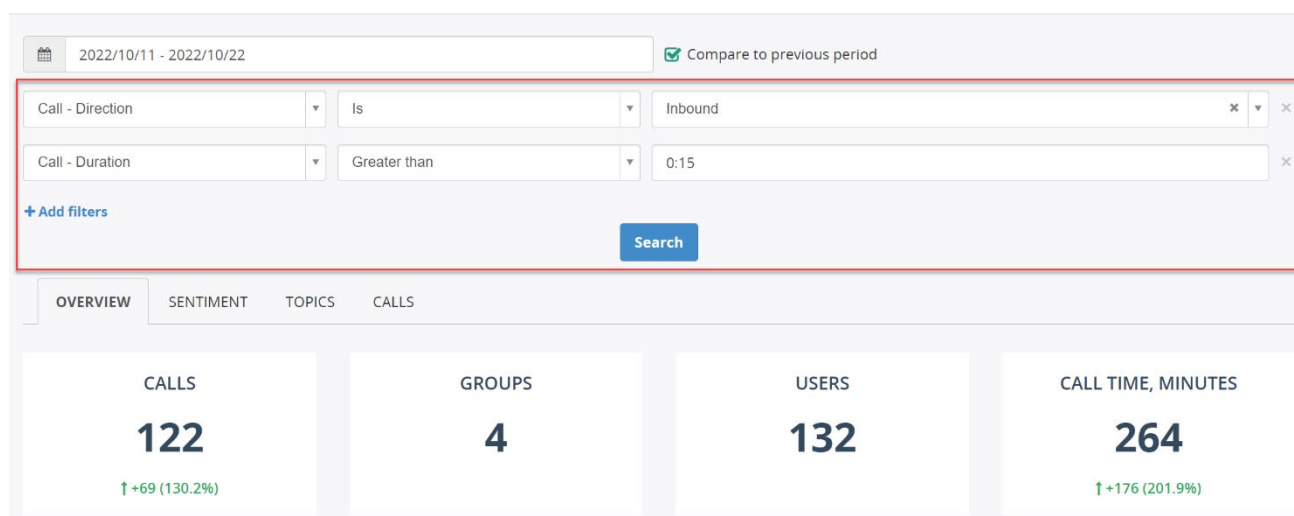 2022/10/11 - 2022/10/22 Compare to previous period
Call - Direction Is Inbound
Call - Duration Greater than 0:15
+ Add filters
Search
OVERVIEW SENTIMENT TOPICS CALLS
CALLS GROUPS USERS CALL TIME, MINUTES
122 4 132 264
↑ +69 (130.2%) ↑ +176 (201.9%)